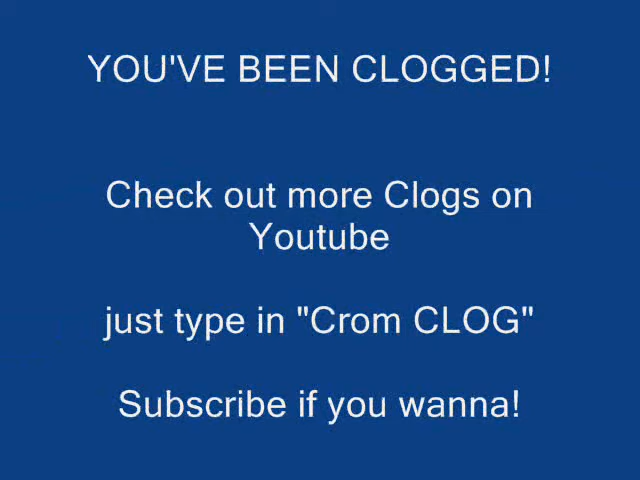 YOU'VE BEEN CLOGGED!
Check out more Clogs on
Youtube
just type in "Crom CLOG"
Subscribe if you wanna!